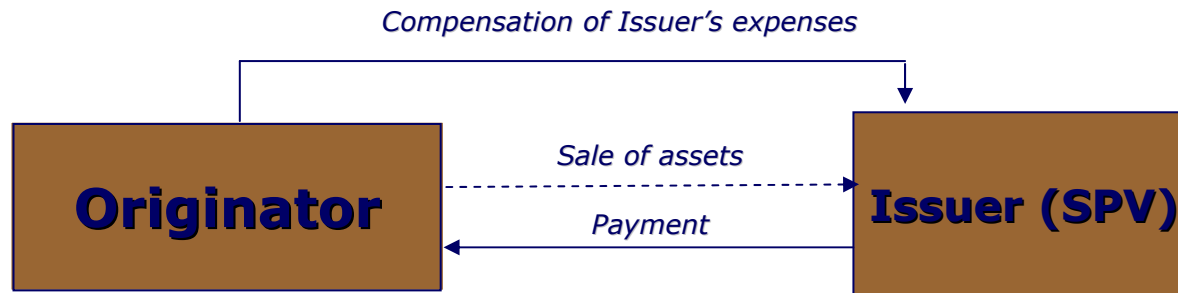 Compensation of Issuer’s expenses
Sale of assets
Originator
Issuer (SPV)
Payment